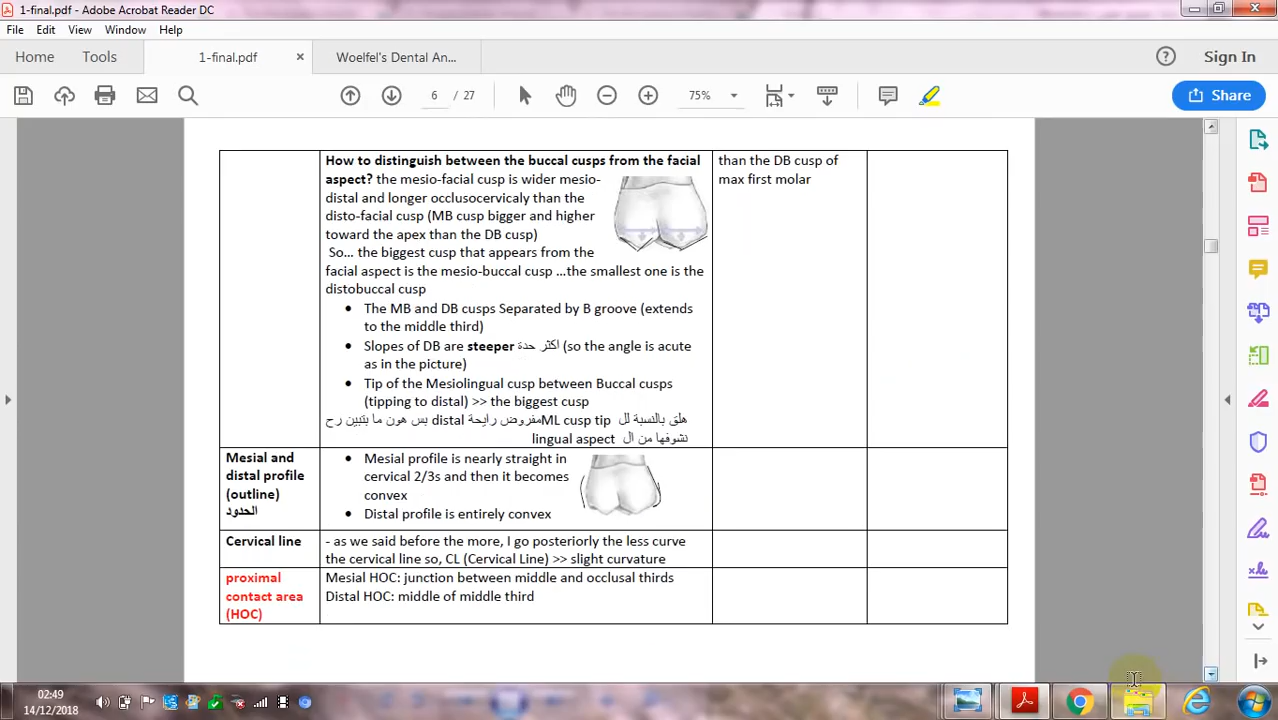 1-final.pdf - Adobe Acrobat Reader DC
File Edit View Window Help
Home Tools 1-final.pdf × Woelfel's Dental An... Sign In
6 / 27 75% Share
How to distinguish between the buccal cusps from the facial
aspect? the mesio-facial cusp is wider mesio-
distal and longer occlusocervicaly than the
disto-facial cusp (MB cusp bigger and higher
toward the apex than the DB cusp)
So... the biggest cusp that appears from the
facial aspect is the mesio-buccal cusp ...the smallest one is the
distobuccal cusp
• The MB and DB cusps Separated by B groove (extends
to the middle third)
• Slopes of DB are steeper اكثر حدة (so the angle is acute
as in the picture)
• Tip of the Mesiolingual cusp between Buccal cusps
(tipping to distal) >> the biggest cusp
هلق بالنسبة لل ML cusp tip مفروض رايحة distal بس هون ما بتبين رح
نشوفها من ال lingual aspect
than the DB cusp of
max first molar
Mesial and
distal profile
(outline)
الحدود
• Mesial profile is nearly straight in
cervical 2/3s and then it becomes
convex
• Distal profile is entirely convex
Cervical line
- as we said before the more, I go posteriorly the less curve
the cervical line so, CL (Cervical Line) >> slight curvature
proximal
contact area
(HOC)
Mesial HOC: junction between middle and occlusal thirds
Distal HOC: middle of middle third
02:49
14/12/2018